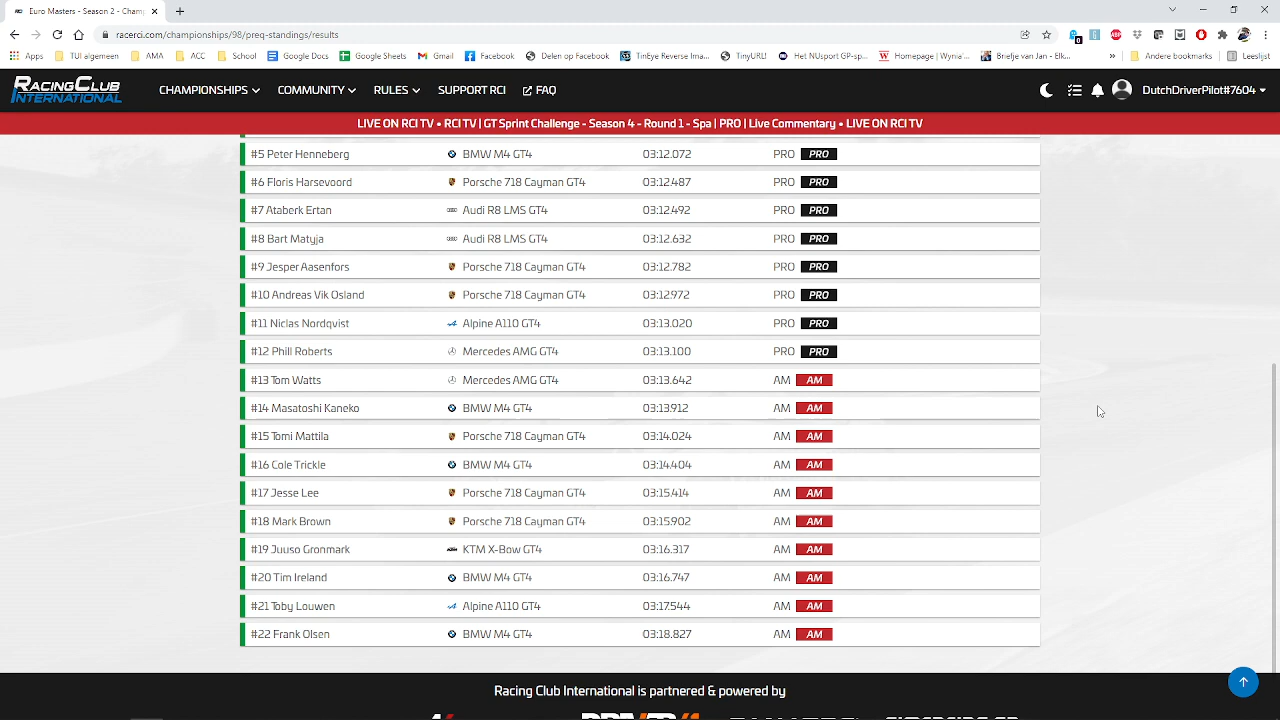 Euro Masters - Season 2 - Cham
racerci.com/championships/98/preq-standings/results
Apps TUI algemeen AMA ACC School Google Docs Google Sheets Gmail Facebook Delen op Facebook TinEye Reverse Ima... TinyURL! Het NUsport GP-sp... Homepage | Wyma'... Briefje van Jan - Elk... » Andere bookmarks Leeslijst
RACINGCLUB INTERNATIONAL CHAMPIONSHIPS COMMUNITY RULES SUPPORT RCI FAQ DutchDriverPilot#7604
LIVE ON RCI TV • RCI TV | GT Sprint Challenge - Season 4 - Round 1 - Spa | PRO | Live Commentary • LIVE ON RCI TV
#5 Peter Henneberg BMW M4 GT4 03:12.072 PRO PRO
#6 Floris Harsevoord Porsche 718 Cayman GT4 03:12.487 PRO PRO
#7 Ataberk Ertan Audi R8 LMS GT4 03:12.492 PRO PRO
#8 Bart Matyja Audi R8 LMS GT4 03:12.632 PRO PRO
#9 Jesper Aasenfors Porsche 718 Cayman GT4 03:12.782 PRO PRO
#10 Andreas Vik Osland Porsche 718 Cayman GT4 03:12.972 PRO PRO
#11 Niclas Nordqvist Alpine A110 GT4 03:13.020 PRO PRO
#12 Phill Roberts Mercedes AMG GT4 03:13.100 PRO PRO
#13 Tom Watts Mercedes AMG GT4 03:13.642 AM AM
#14 Masatoshi Kaneko BMW M4 GT4 03:13.912 AM AM
#15 Tomi Mattila Porsche 718 Cayman GT4 03:14.024 AM AM
#16 Cole Trickle BMW M4 GT4 03:14.404 AM AM
#17 Jesse Lee Porsche 718 Cayman GT4 03:15.414 AM AM
#18 Mark Brown Porsche 718 Cayman GT4 03:15.902 AM AM
#19 Juuso Gronmark KTM X-Bow GT4 03:16.317 AM AM
#20 Tim Ireland BMW M4 GT4 03:16.747 AM AM
#21 Toby Louwen Alpine A110 GT4 03:17.544 AM AM
#22 Frank Olsen BMW M4 GT4 03:18.827 AM AM
Racing Club International is partnered & powered by